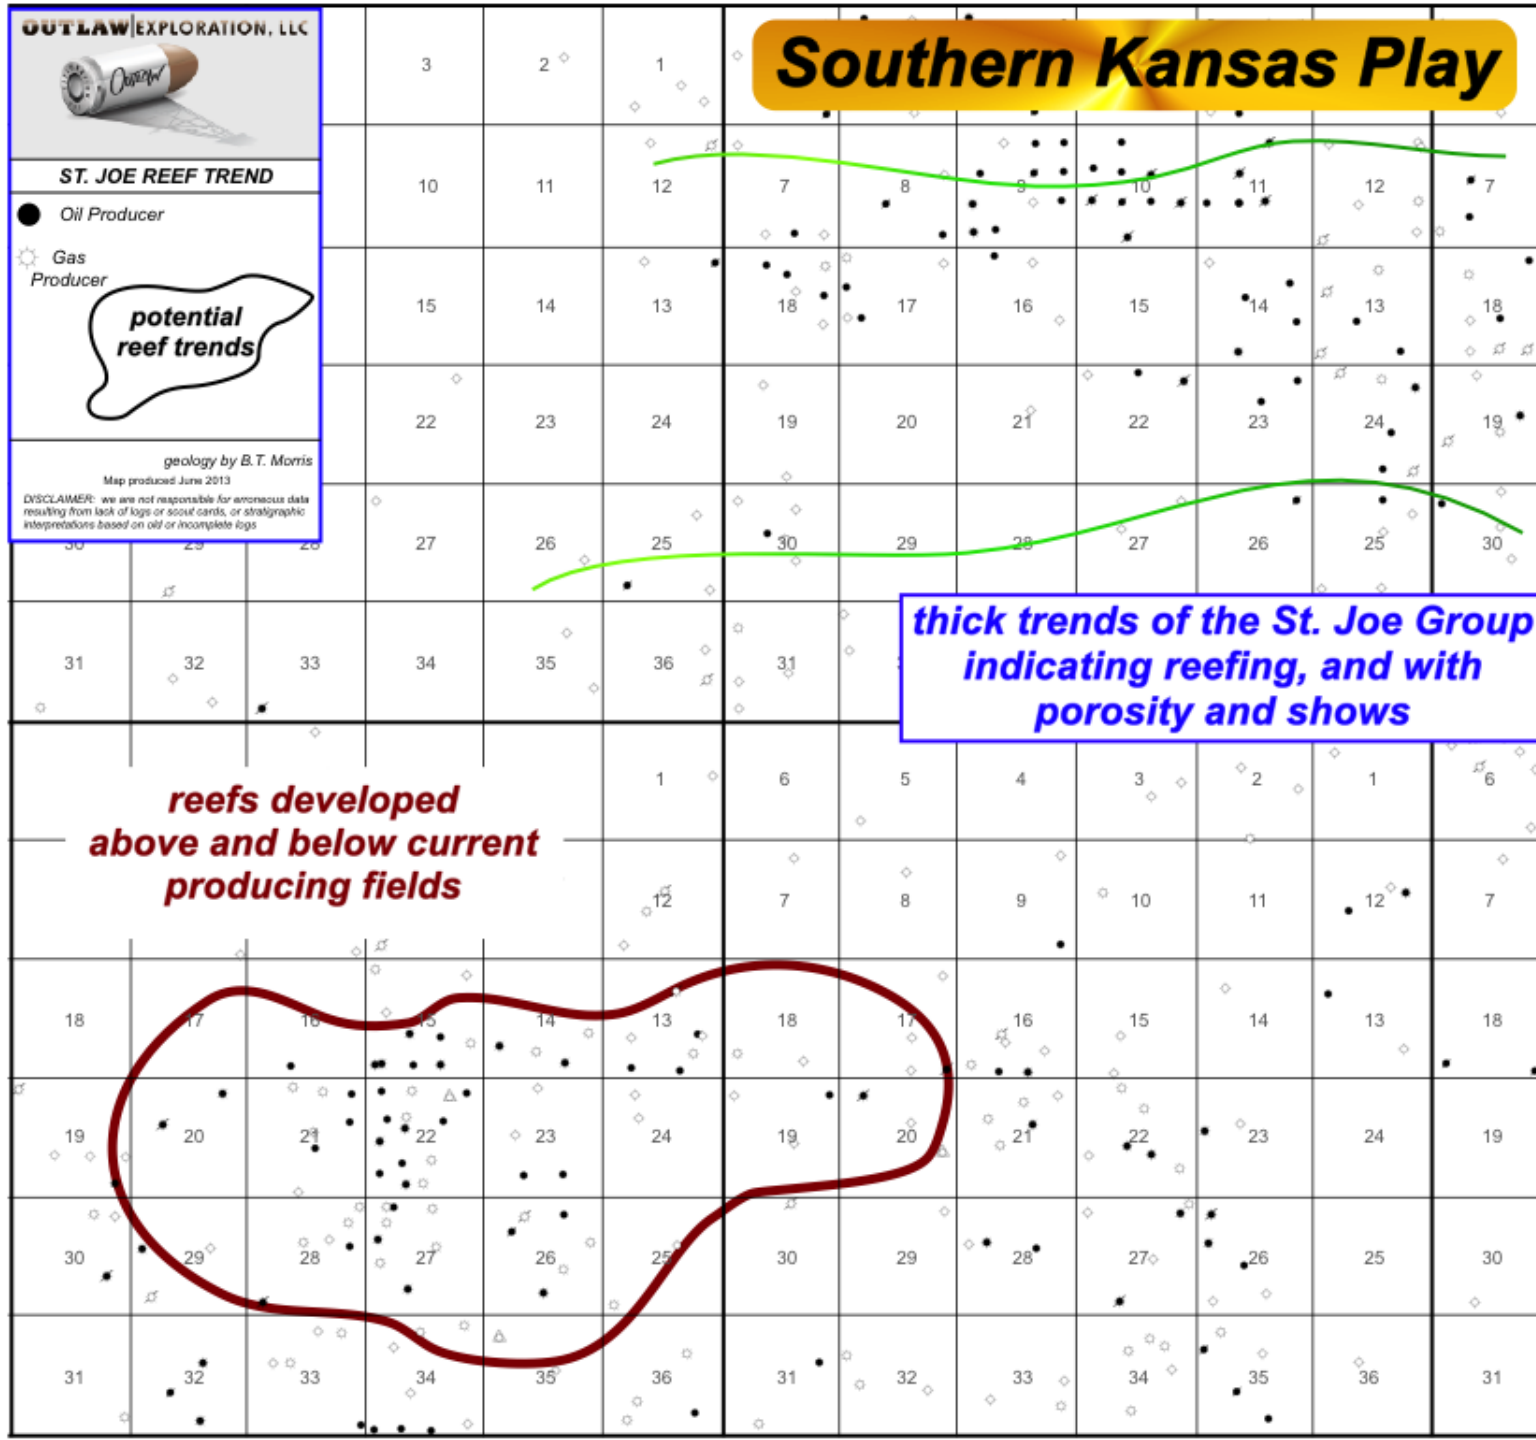 OUTLAW EXPLORATION, LLC
Outlaw
Southern Kansas Play
ST. JOE REEF TREND
Oil Producer
Gas
Producer
potential
reef trends
geology by B.T. Morris
Map produced June 2013
DISCLAIMER: we are not responsible for erroneous data
resulting from lack of logs or scout cards, or stratigraphic
interpretations based on old or incomplete logs
3 2 1
10 11 12 7 8 9 10 11 12 7
15 14 13 18 17 16 15 14 13 18
22 23 24 19 20 21 22 23 24 19
30 29 28 27 26 25 30 29 28 27 26 25 30
31 32 33 34 35 36 31
thick trends of the St. Joe Group
indicating reefing, and with
porosity and shows
1 6 5 4 3 2 1 6
reefs developed
above and below current
producing fields
12 7 8 9 10 11 12 7
18 17 16 15 14 13 18 17 16 15 14 13 18
19 20 21 22 23 24 19 20 21 22 23 24 19
30 29 28 27 26 25 30 29 28 27 26 25 30
31 32 33 34 35 36 31 32 33 34 35 36 31